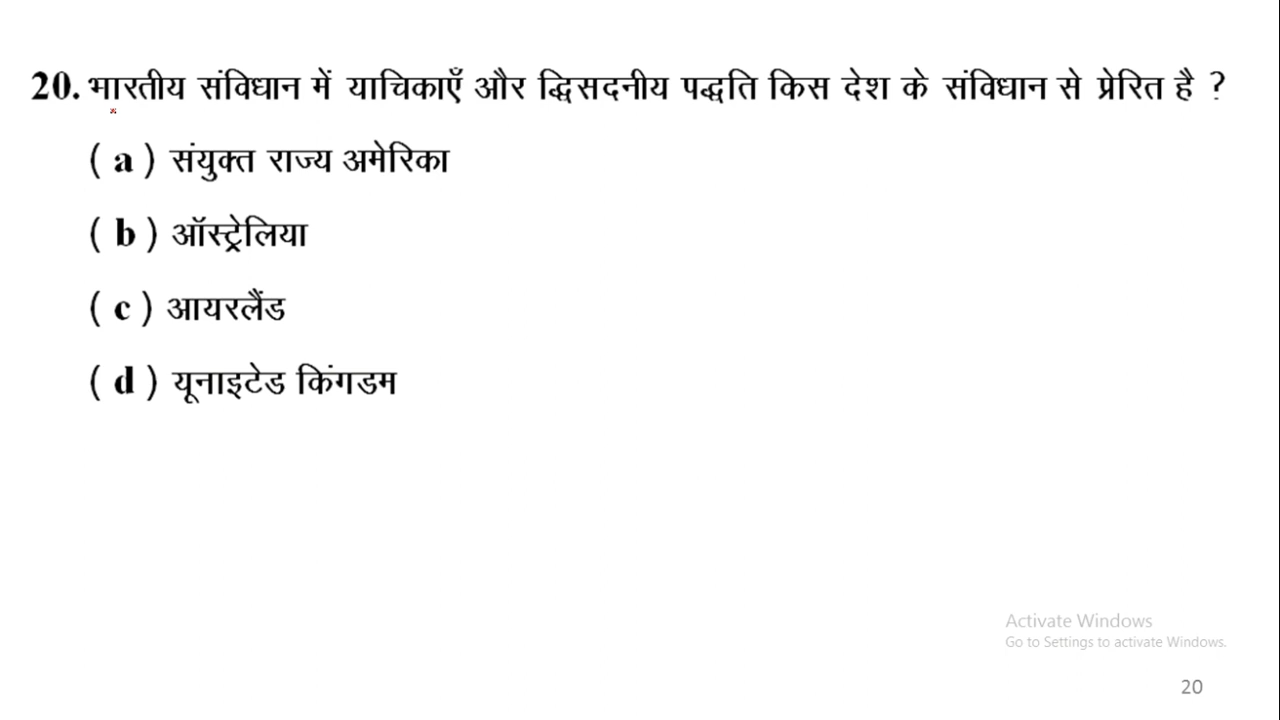 20. भारतीय संविधान में याचिकाएँ और द्विसदनीय पद्धति किस देश के संविधान से प्रेरित है ?
( a ) संयुक्त राज्य अमेरिका
( b ) ऑस्ट्रेलिया
( c ) आयरलैंड
( d ) यूनाइटेड किंगडम
Activate Windows
Go to Settings to activate Windows.
20